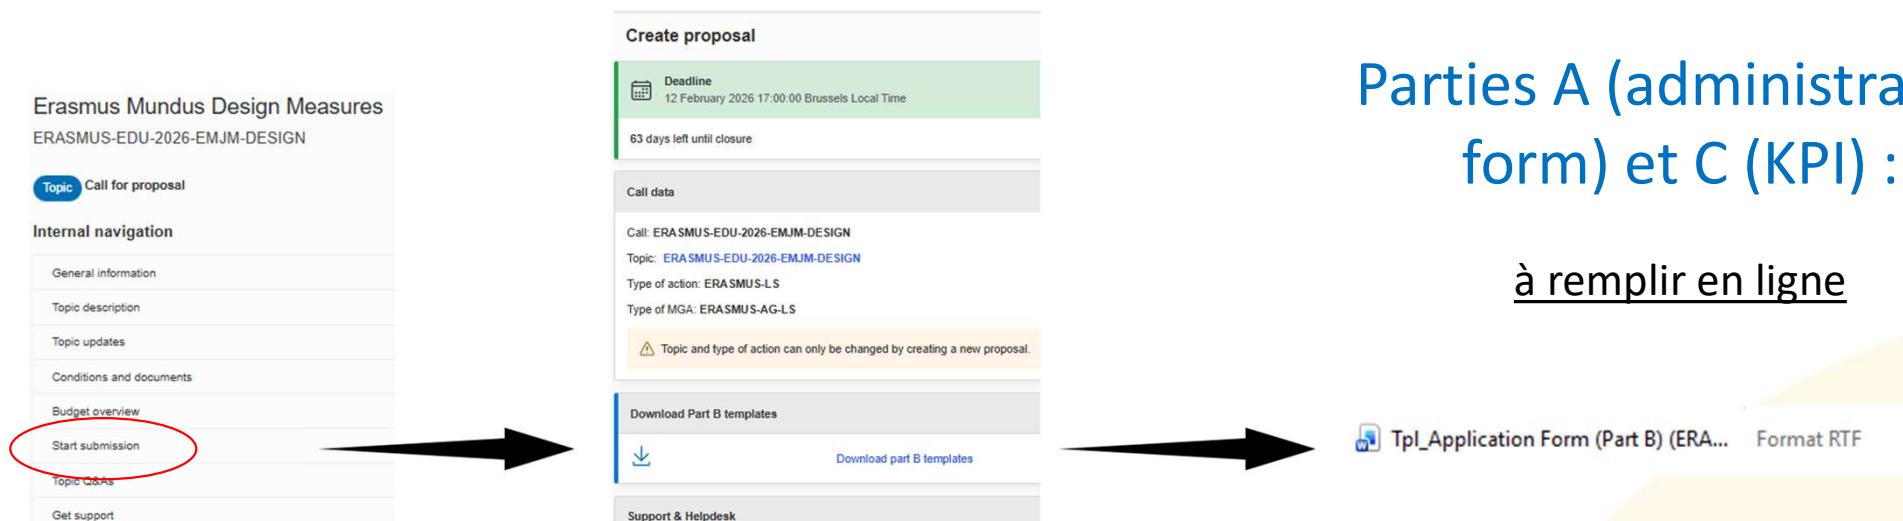 Erasmus Mundus Design Measures
ERASMUS-EDU-2026-EMJM-DESIGN
Topic Call for proposal
Internal navigation
General information
Topic description
Topic updates
Conditions and documents
Budget overview
Start submission
Topic Q&As
Get support
Create proposal
Deadline
12 February 2026 17:00:00 Brussels Local Time
63 days left until closure
Call data
Call: ERASMUS-EDU-2026-EMJM-DESIGN
Topic: ERASMUS-EDU-2026-EMJM-DESIGN
Type of action: ERASMUS-LS
Type of MGA: ERASMUS-AG-LS
Topic and type of action can only be changed by creating a new proposal.
Download Part B templates
Download part B templates
Support & Helpdesk
Parties A (administra
form) et C (KPI) :
à remplir en ligne
Tpl_Application Form (Part B) (ERA... Format RTF